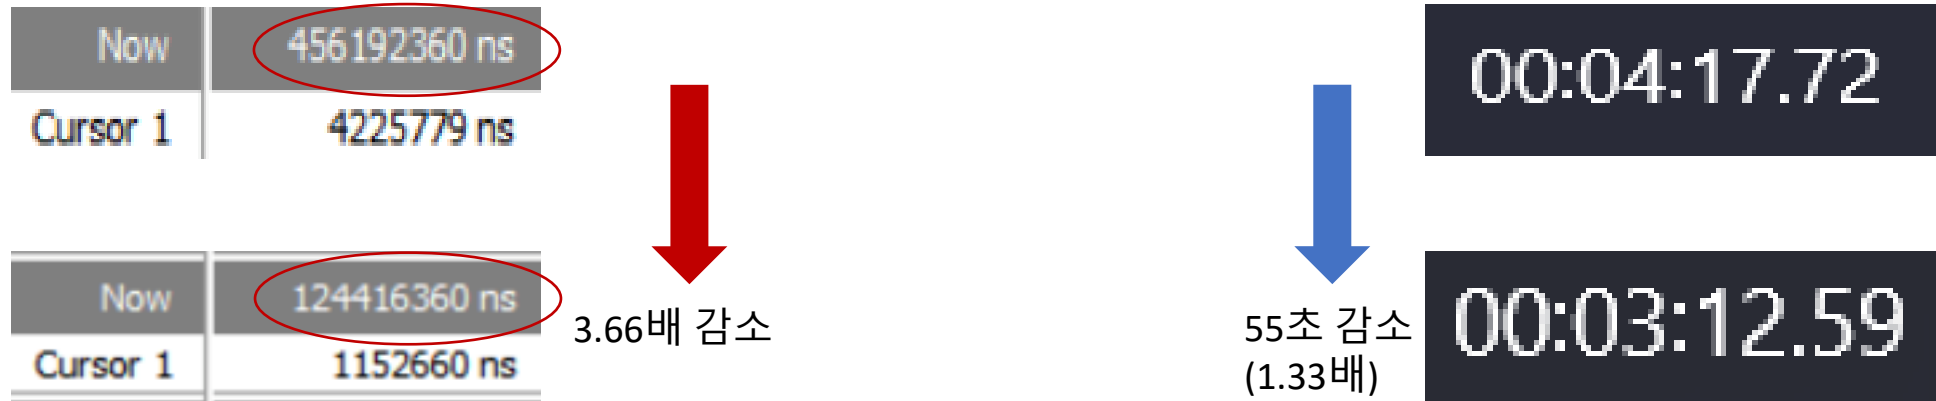 Now 456192360 ns
Cursor 1 4225779 ns
00:04:17.72
Now 124416360 ns
Cursor 1 1152660 ns
3.66배 감소
55초 감소
(1.33배)
00:03:12.59